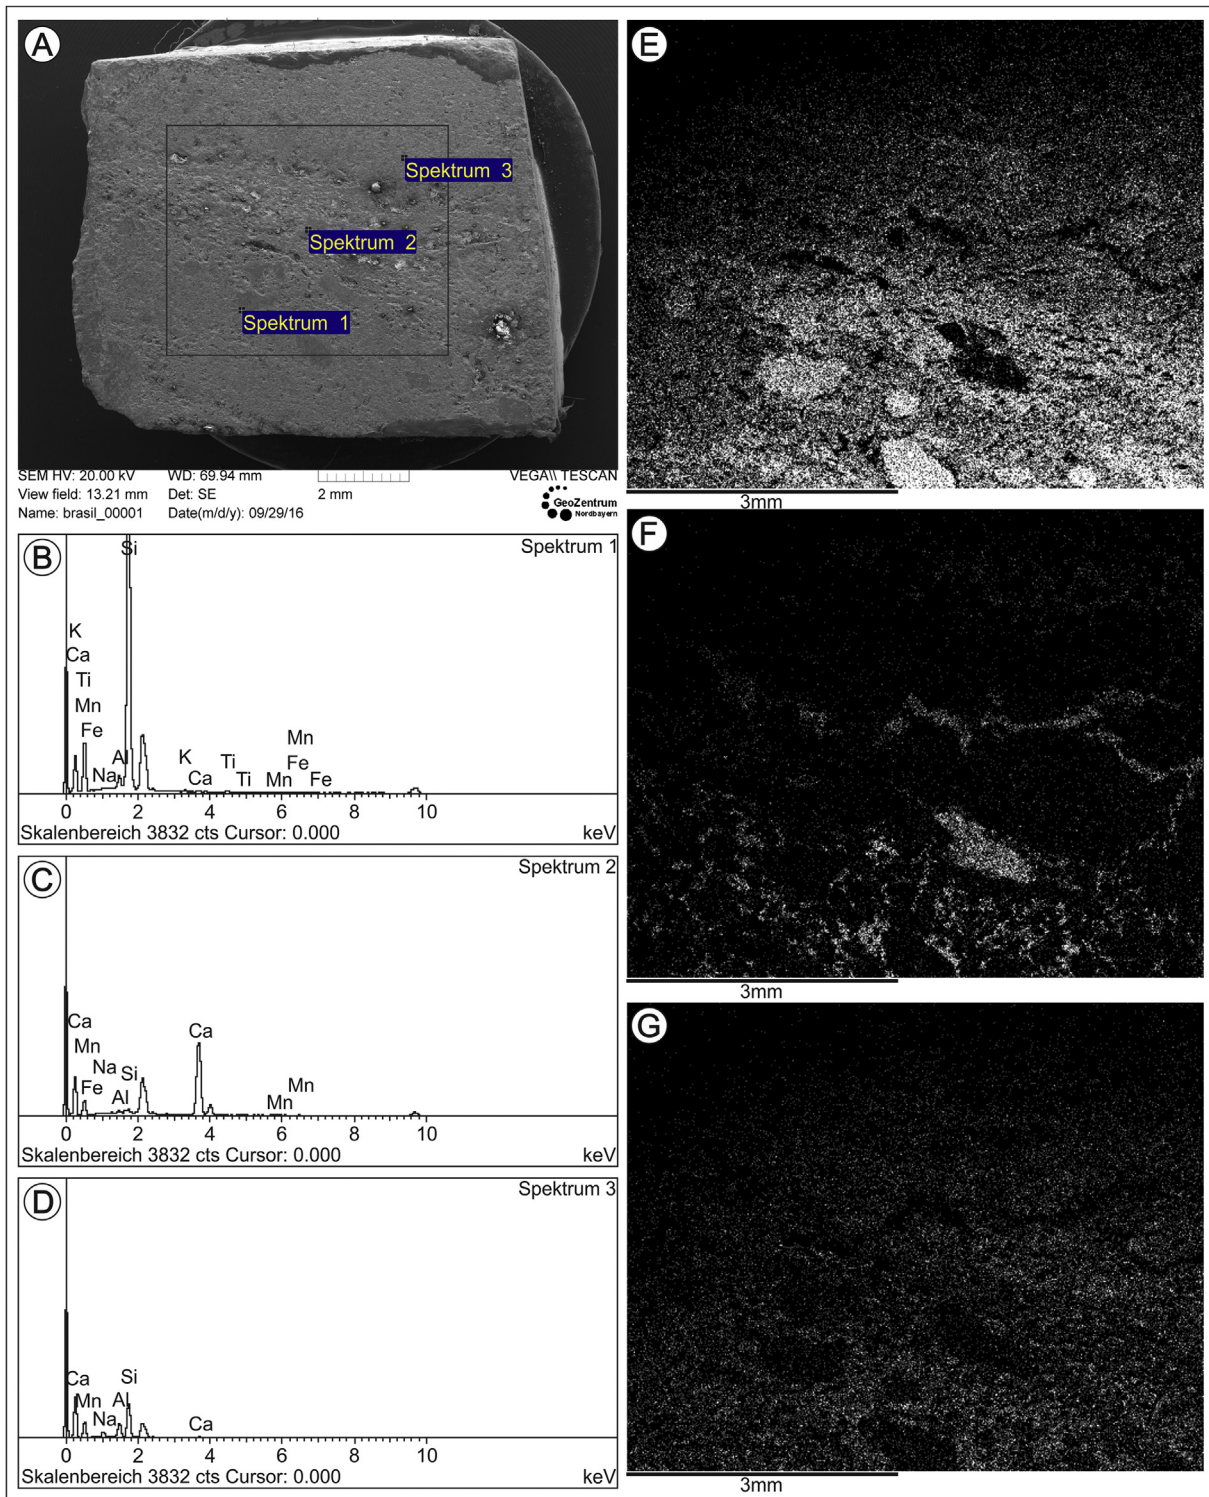 A
Spektrum 3
Spektrum 2
Spektrum 1
SEM HV: 20.00 kV WD: 69.94 mm VEGA\\ TESCAN
View field: 13.21 mm Det: SE 2 mm
Name: brasil_00001 Date(m/d/y): 09/29/16
GeoZentrum
Nordbayern
B
Spektrum 1
Si
K
Ca
Ti
Mn
Fe
Na Al
K
Ca
Ti
Ti
Mn
Fe
Mn Fe
0 2 4 6 8 10
Skalenbereich 3832 cts Cursor: 0.000 keV
C
Spektrum 2
Ca
Mn
Fe
Na
Al
Si
Ca
Mn
Mn
0 2 4 6 8 10
Skalenbereich 3832 cts Cursor: 0.000 keV
D
Spektrum 3
Ca
Mn
Na
Al
Si
Ca
0 2 4 6 8 10
Skalenbereich 3832 cts Cursor: 0.000 keV
E
3mm
F
3mm
G
3mm